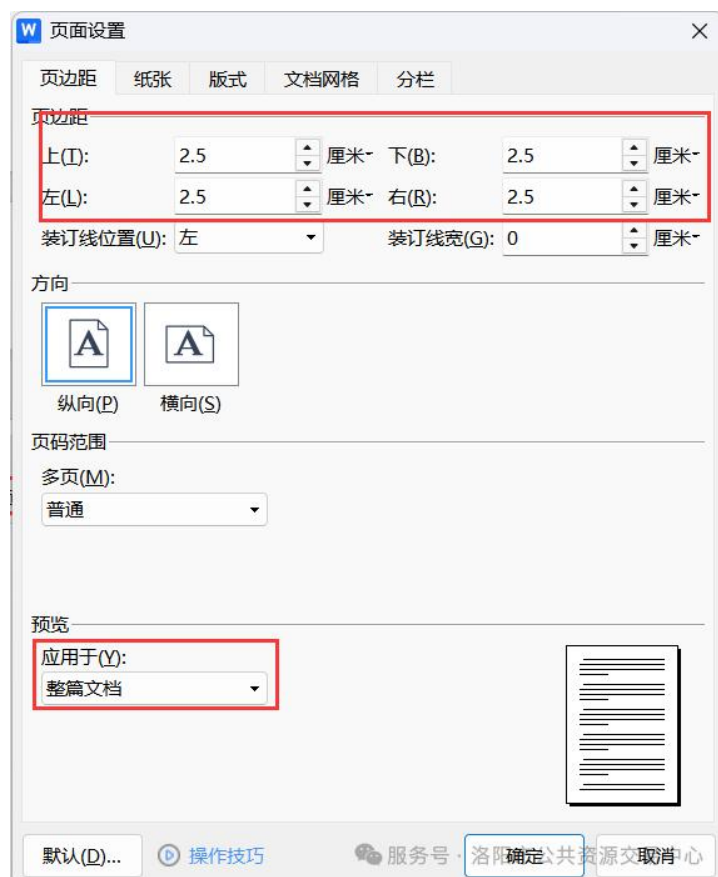 W 页面设置
页边距 纸张 版式 文档网格 分栏
页边距
上(T): 2.5 厘米 下(B): 2.5 厘米
左(L): 2.5 厘米 右(R): 2.5 厘米
装订线位置(U): 左 装订线宽(G): 0 厘米
方向
A A
纵向(P) 横向(S)
页码范围
多页(M):
普通
预览
应用于(Y):
整篇文档
默认(D)... 操作技巧 确定 取消
服务号 · 洛阳 公共资源交 中心